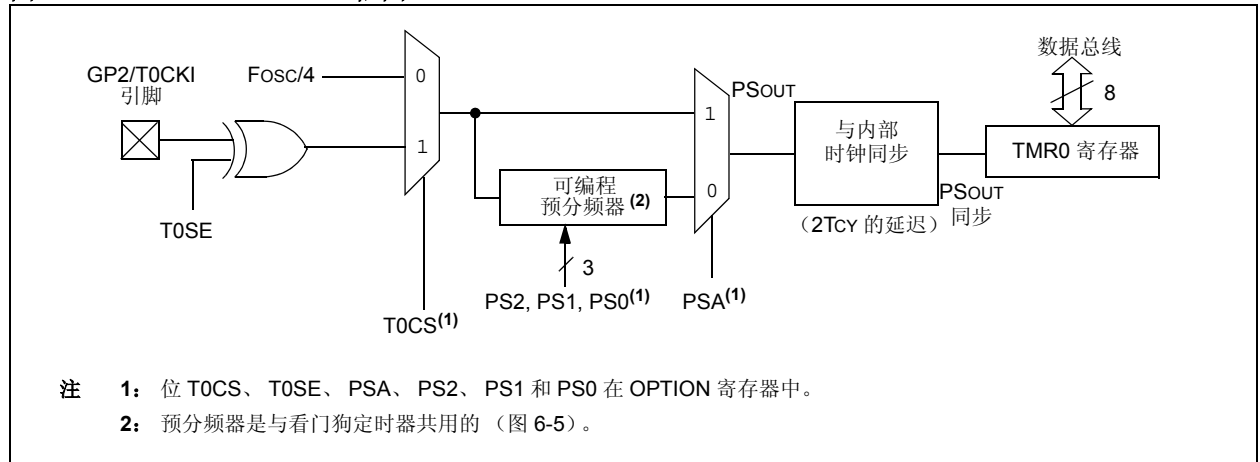 数据总线
GP2/T0CKI
引脚
FOSC/4
0
1
T0SE
T0CS(1)
可编程
预分频器 (2)
3
PS2, PS1, PS0(1)
1
0
PSA(1)
PSOUT
与内部
时钟同步
（2TCY 的延迟）
PSOUT
同步
8
TMR0 寄存器
注 1： 位 T0CS、 T0SE、 PSA、 PS2、 PS1 和 PS0 在 OPTION 寄存器中。
2： 预分频器是与看门狗定时器共用的 （图 6-5）。